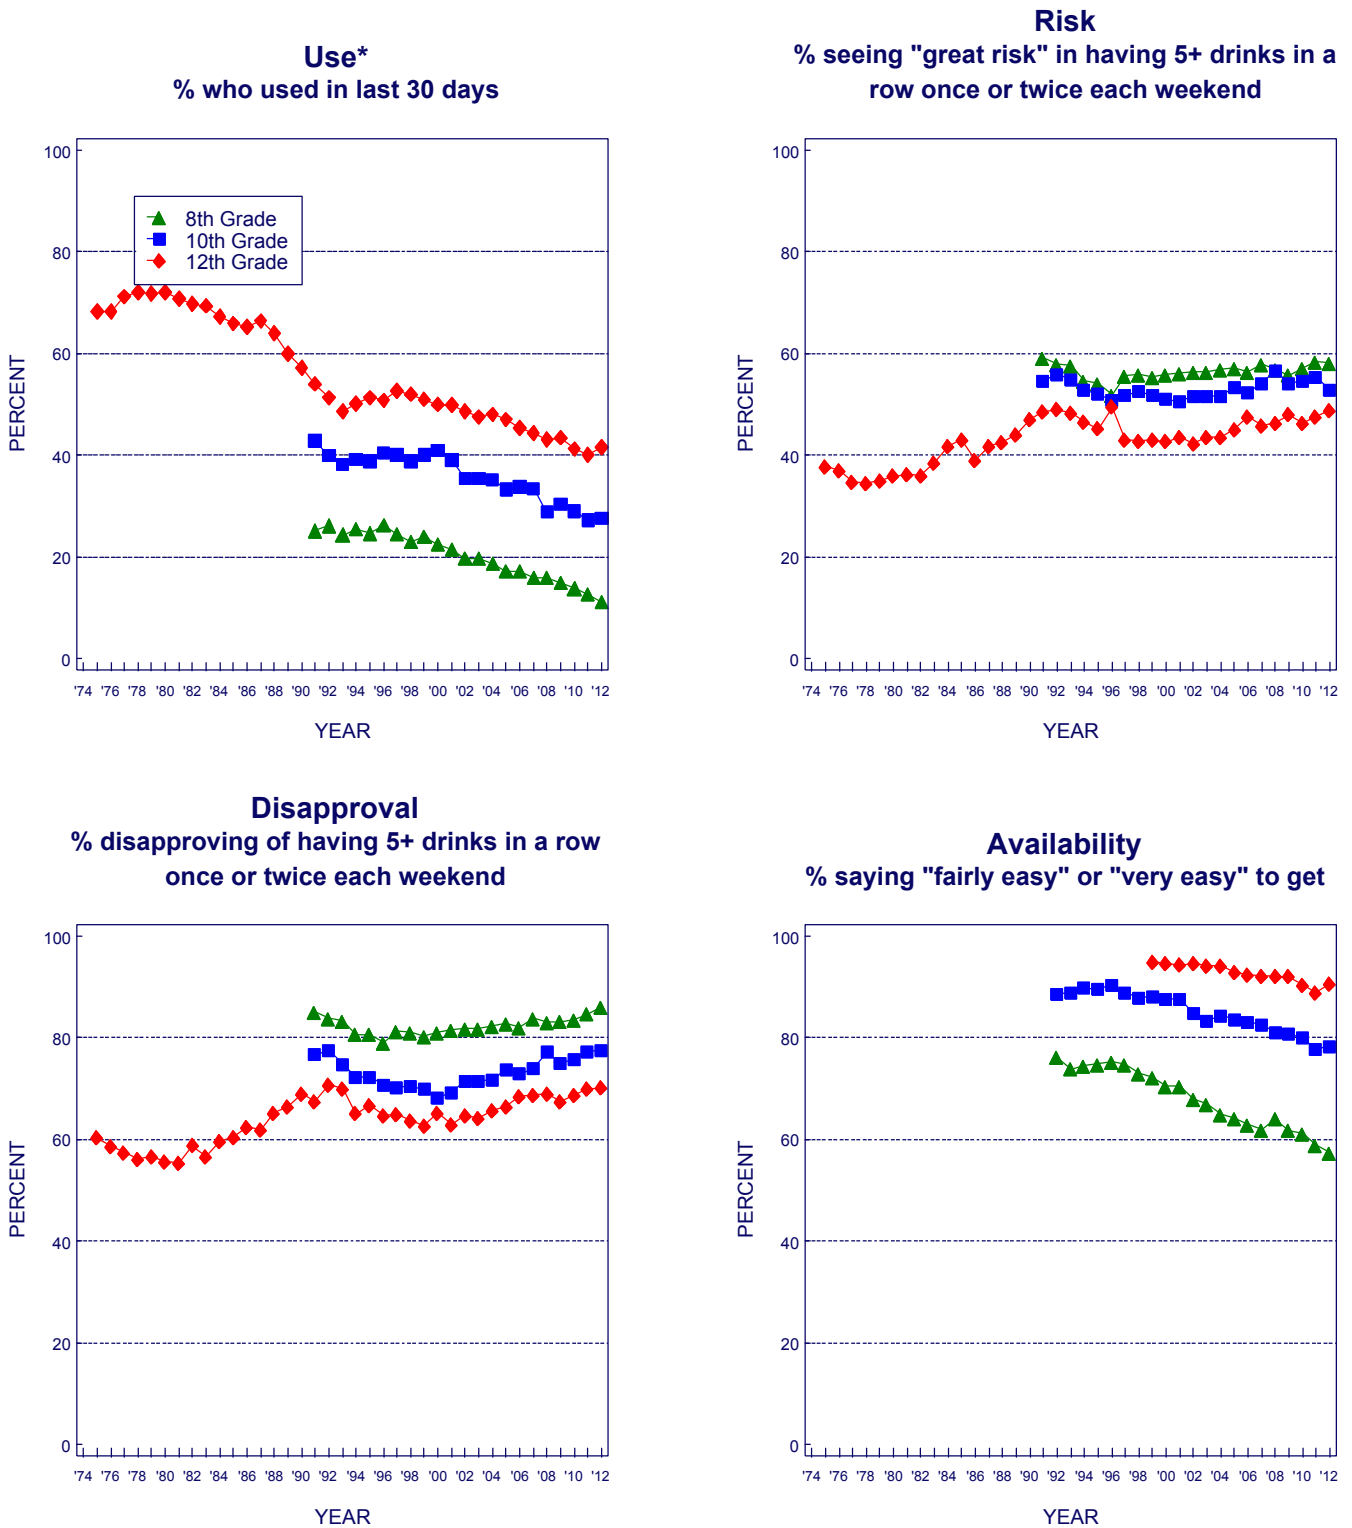 Use*
% who used in last 30 days
PERCENT
100
80
60
40
20
0
8th Grade
10th Grade
12th Grade
'74 '76 '78 '80 '82 '84 '86 '88 '90 '92 '94 '96 '98 '00 '02 '04 '06 '08 '10 '12
YEAR
Risk
% seeing "great risk" in having 5+ drinks in a
row once or twice each weekend
PERCENT
100
80
60
40
20
0
'74 '76 '78 '80 '82 '84 '86 '88 '90 '92 '94 '96 '98 '00 '02 '04 '06 '08 '10 '12
YEAR
Disapproval
% disapproving of having 5+ drinks in a row
once or twice each weekend
PERCENT
100
80
60
40
20
0
'74 '76 '78 '80 '82 '84 '86 '88 '90 '92 '94 '96 '98 '00 '02 '04 '06 '08 '10 '12
YEAR
Availability
% saying "fairly easy" or "very easy" to get
PERCENT
100
80
60
40
20
0
'74 '76 '78 '80 '82 '84 '86 '88 '90 '92 '94 '96 '98 '00 '02 '04 '06 '08 '10 '12
YEAR